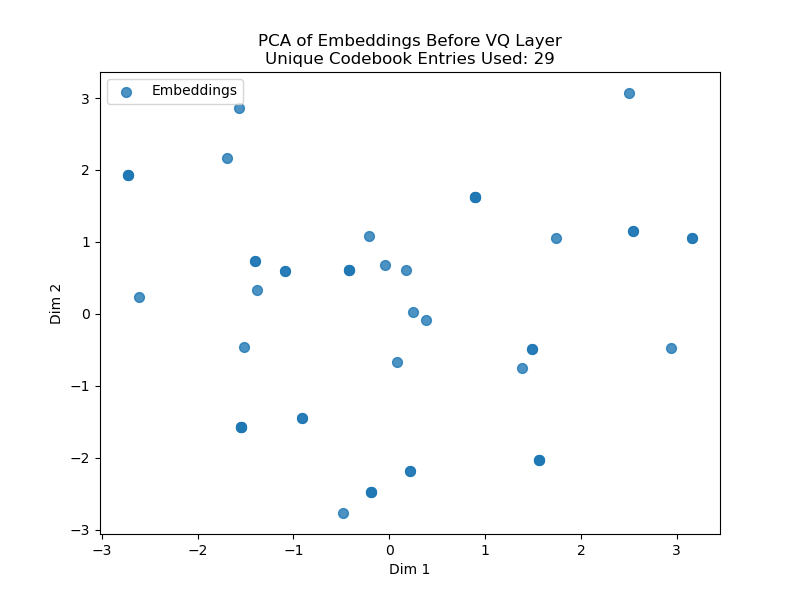 PCA of Embeddings Before VQ Layer
Unique Codebook Entries Used: 29
Embeddings
3
2
1
0
−1
−2
−3
Dim 2
−3 −2 −1 0 1 2 3
Dim 1